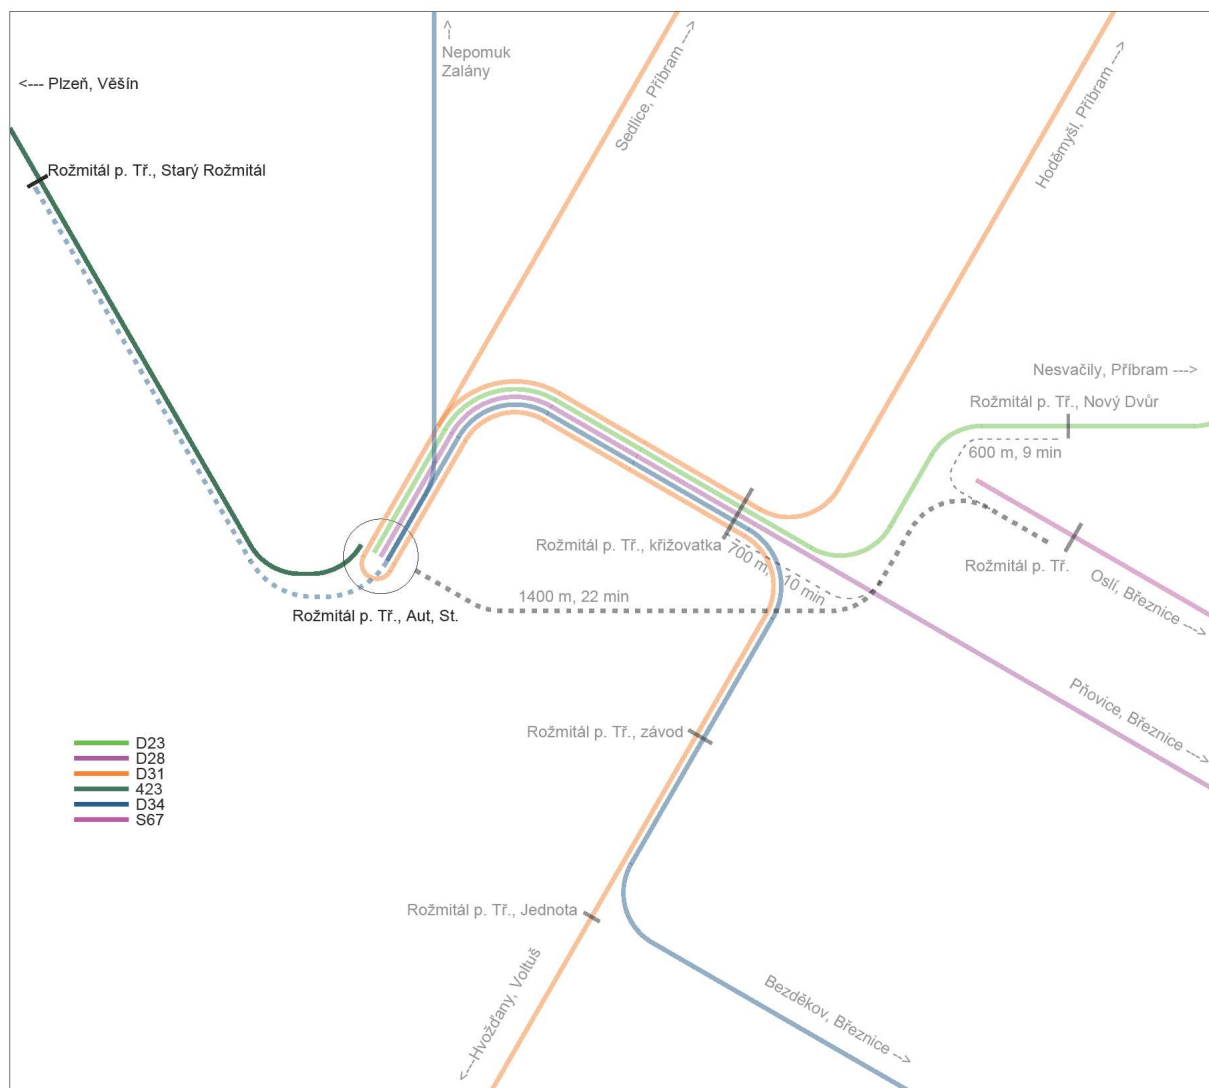 --->
Nepomuk
Zalány
<--- Plzeň, Věšín
Sedlice, Příbram --->
Hoděmyšl, Příbram --->
Rožmitál p. Tř., Starý Rožmitál
Nesvačily, Příbram --->
Rožmitál p. Tř., Nový Dvůr
600 m, 9 min
Rožmitál p. Tř., křižovatka
700 m, 10 min
Rožmitál p. Tř.
Oslí, Březnice --->
1400 m, 22 min
Rožmitál p. Tř., Aut, St.
Pňovice, Březnice --->
Rožmitál p. Tř., závod
D23
D28
D31
423
D34
S67
Rožmitál p. Tř., Jednota
<----Hvožďany, Voltuš
Bezděkov, Březnice -->